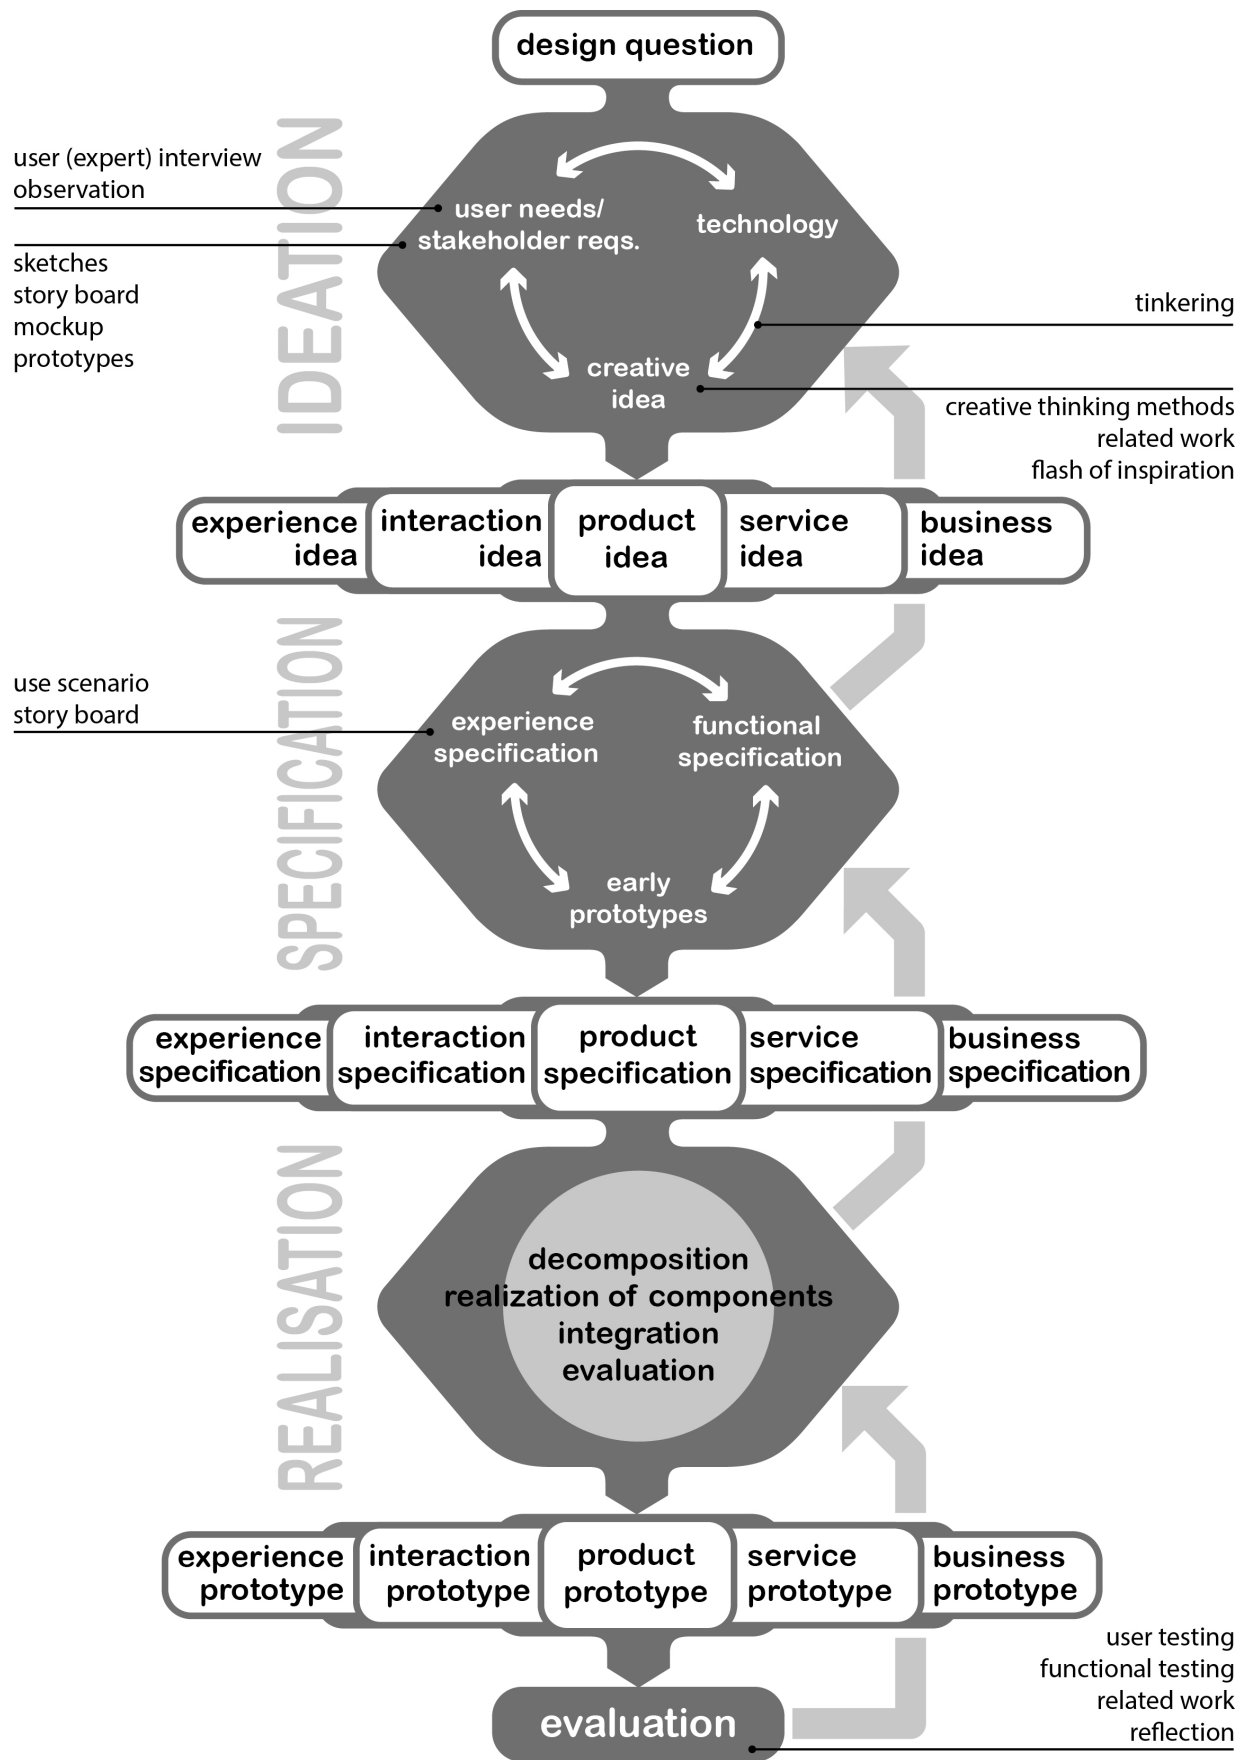 design question
IDEATION
user (expert) interview
observation
sketches
story board
mockup
prototypes
user needs/
stakeholder reqs.
technology
creative
idea
tinkering
creative thinking methods
related work
flash of inspiration
experience
idea
interaction
idea
product
idea
service
idea
business
idea
SPECIFICATION
use scenario
story board
experience
specification
functional
specification
early
prototypes
experience
specification
interaction
specification
product
specification
service
specification
business
specification
REALISATION
decomposition
realization of components
integration
evaluation
experience
prototype
interaction
prototype
product
prototype
service
prototype
business
prototype
evaluation
user testing
functional testing
related work
reflection